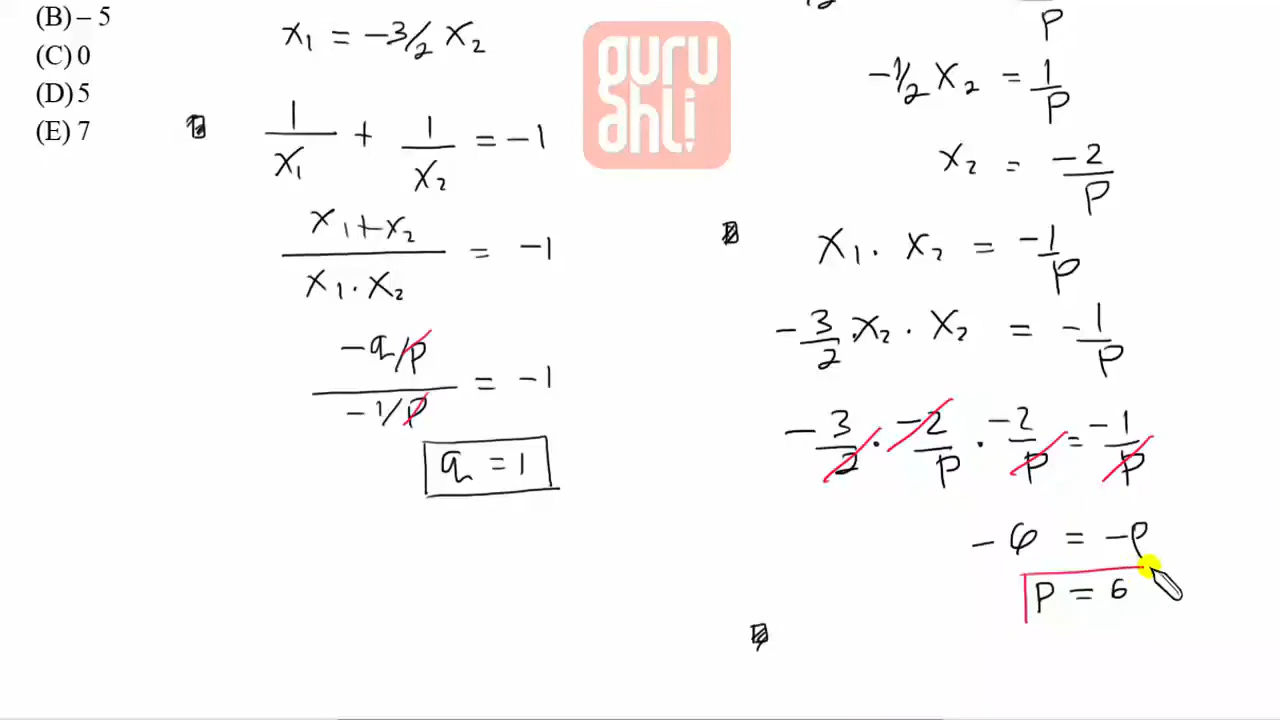 (B) – 5
(C) 0
(D) 5
(E) 7
x₁ = -3/2 x₂
1/x₁ + 1/x₂ = -1
(x₁+x₂)/(x₁·x₂) = -1
(-q/p)/(-1/p) = -1
q = 1
guru
ahli
p
-1/2 x₂ = 1/p
x₂ = -2/p
x₁·x₂ = -1/p
-3/2·x₂·x₂ = -1/p
-3/2·-2/p·-2/p = -1/p
-6 = -p
p = 6